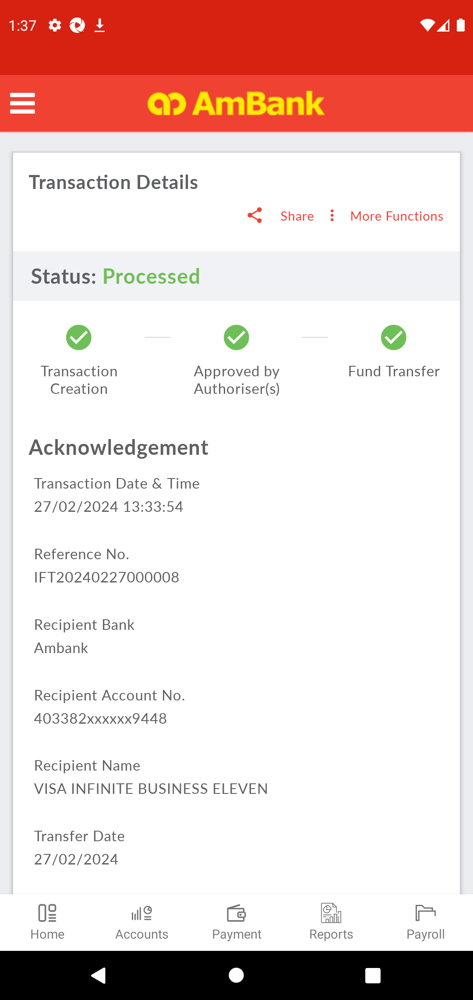 1:37
AmBank
Transaction Details
Share
More Functions
Status: Processed
Transaction
Creation
Approved by
Authoriser(s)
Fund Transfer
Acknowledgement
Transaction Date & Time
27/02/2024 13:33:54
Reference No.
IFT20240227000008
Recipient Bank
Ambank
Recipient Account No.
403382xxxxxx9448
Recipient Name
VISA INFINITE BUSINESS ELEVEN
Transfer Date
27/02/2024
Home
Accounts
Payment
Reports
Payroll